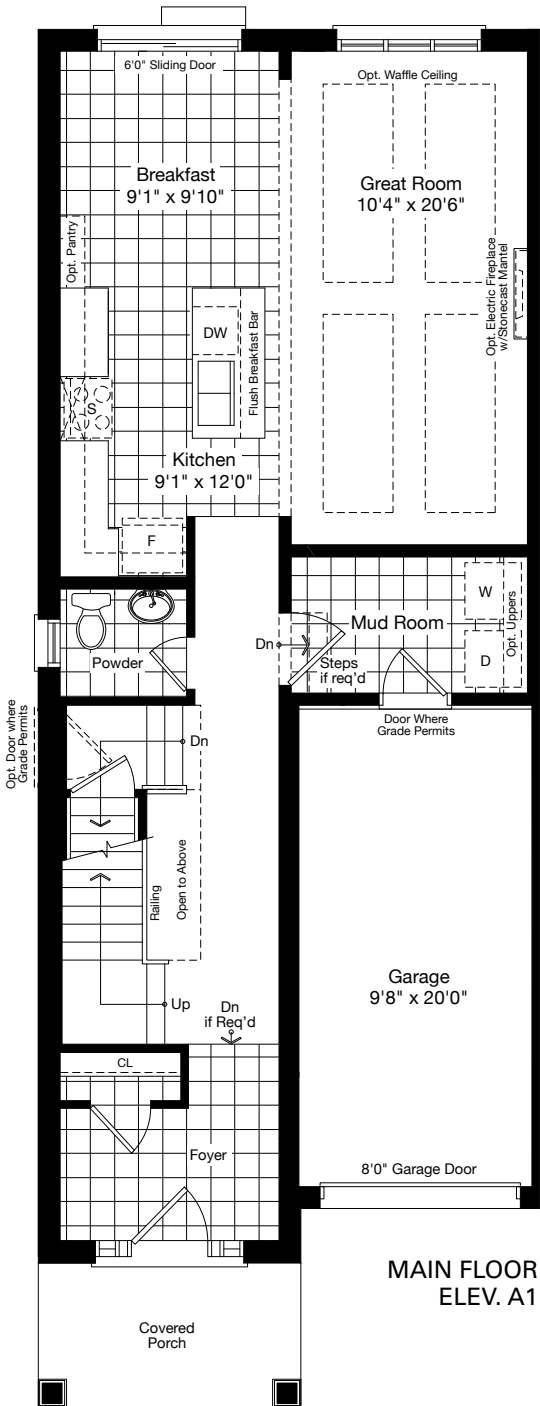 6'0" Sliding Door
Opt. Waffle Ceiling
Breakfast
9'1" x 9'10"
Great Room
10'4" x 20'6"
Opt. Pantry
Opt. Electric Fireplace
w/Stonecast Mantel
DW
Flush Breakfast Bar
S
Kitchen
9'1" x 12'0"
F
W
Opt. Uppers
Mud Room
D
Dn
Steps
if req'd
Powder
Door Where
Grade Permits
Opt. Door where
Grade Permits
Dn
Railing
Open to Above
Garage
9'8" x 20'0"
Up
Dn
if Req'd
CL
Foyer
8'0" Garage Door
MAIN FLOOR
ELEV. A1
Covered
Porch